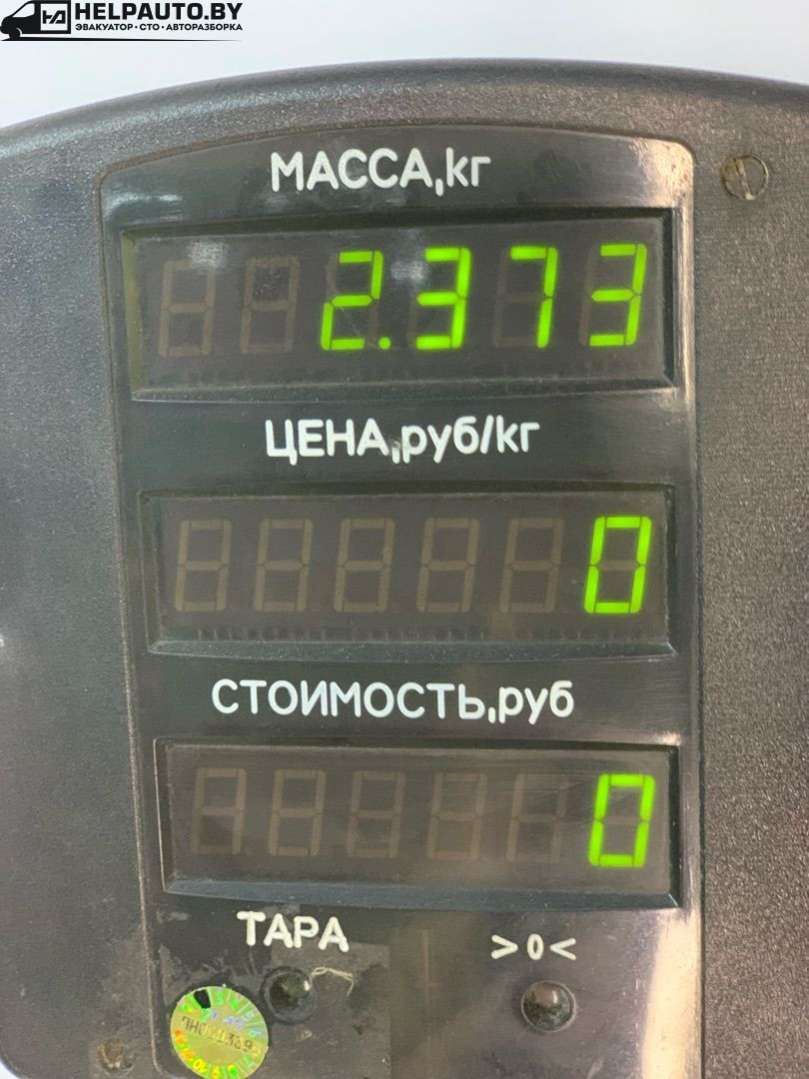 HELPAUTO.BY
ЭВАКУАТОР • СТО • АВТОРАЗБОРКА
МАССА,кг
2.373
ЦЕНА,руб/кг
0
СТОИМОСТЬ,руб
0
ТАРА >0<